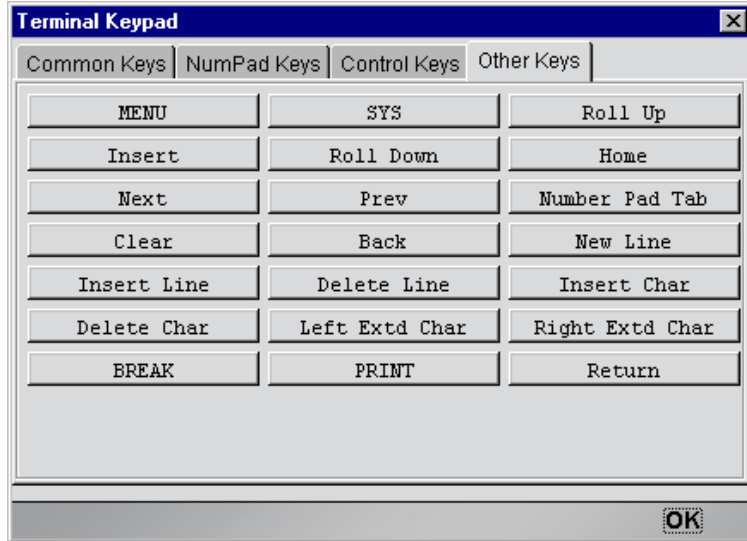 Terminal Keypad
Common Keys NumPad Keys Control Keys Other Keys
MENU SYS Roll Up
Insert Roll Down Home
Next Prev Number Pad Tab
Clear Back New Line
Insert Line Delete Line Insert Char
Delete Char Left Extd Char Right Extd Char
BREAK PRINT Return
OK